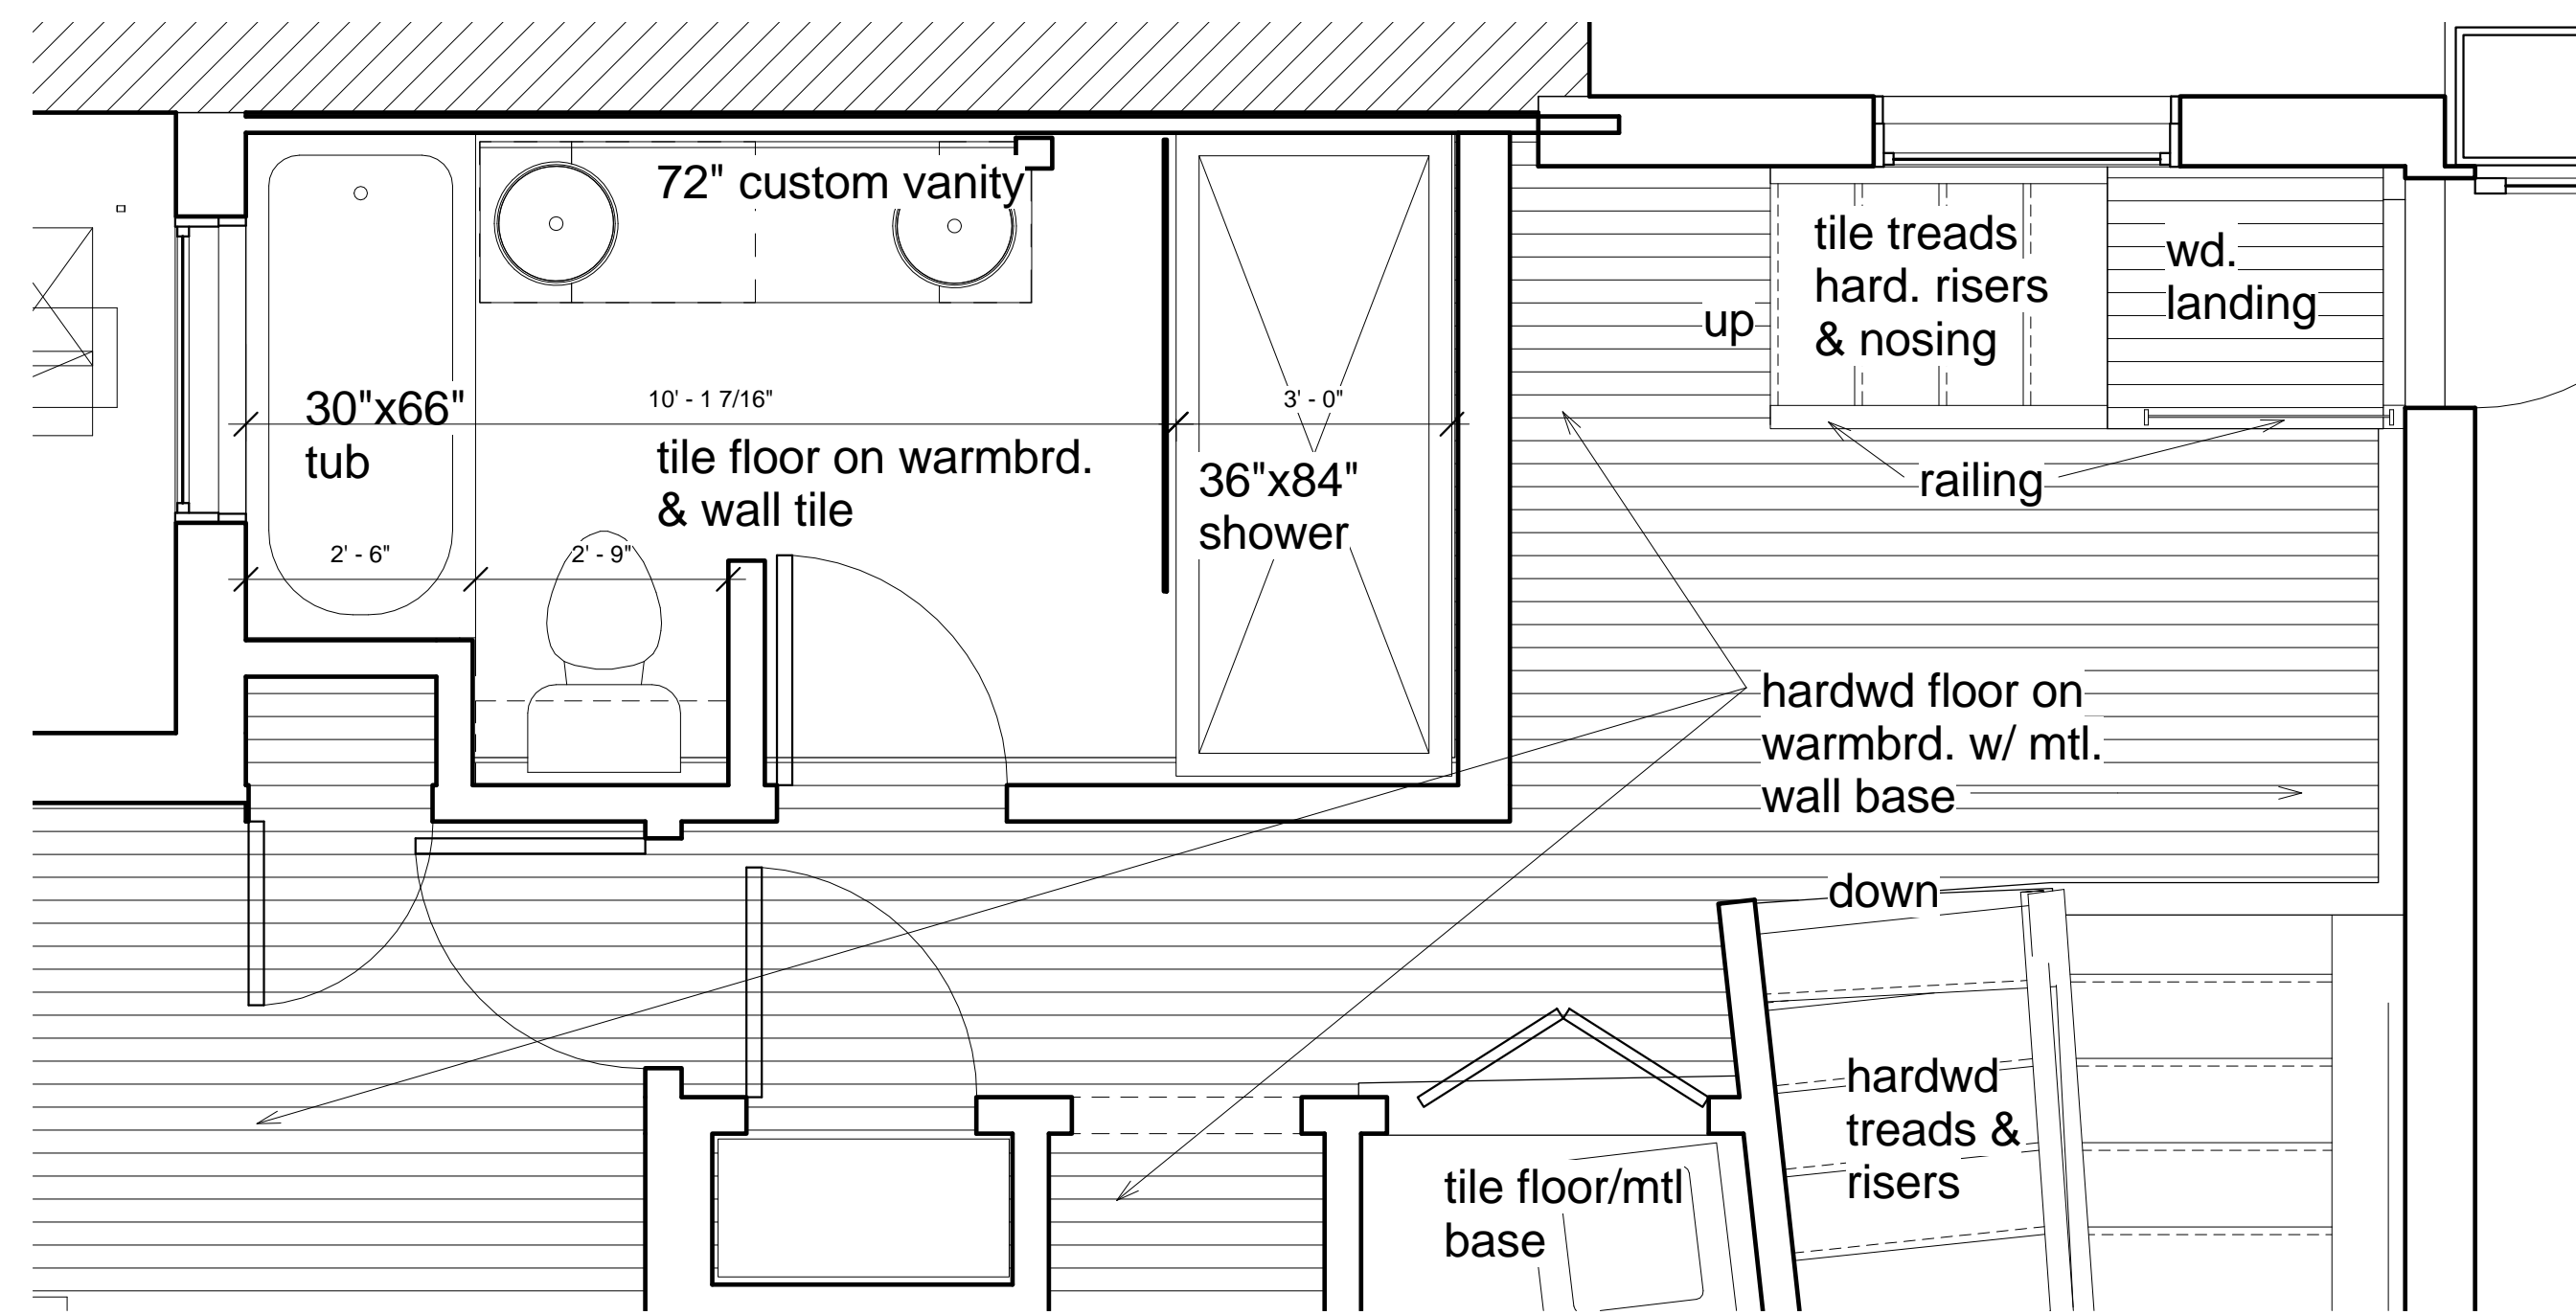 72" custom vanity
tile treads
hard. risers
& nosing
wd.
landing
up
30"x66"
tub
10' - 1 7/16"
3' - 0"
tile floor on warmbrd.
& wall tile
36"x84"
shower
railing
2' - 6"
2' - 9"
hardwd floor on
warmbrd. w/ mtl.
wall base
down
hardwd
treads &
risers
tile floor/mtl
base